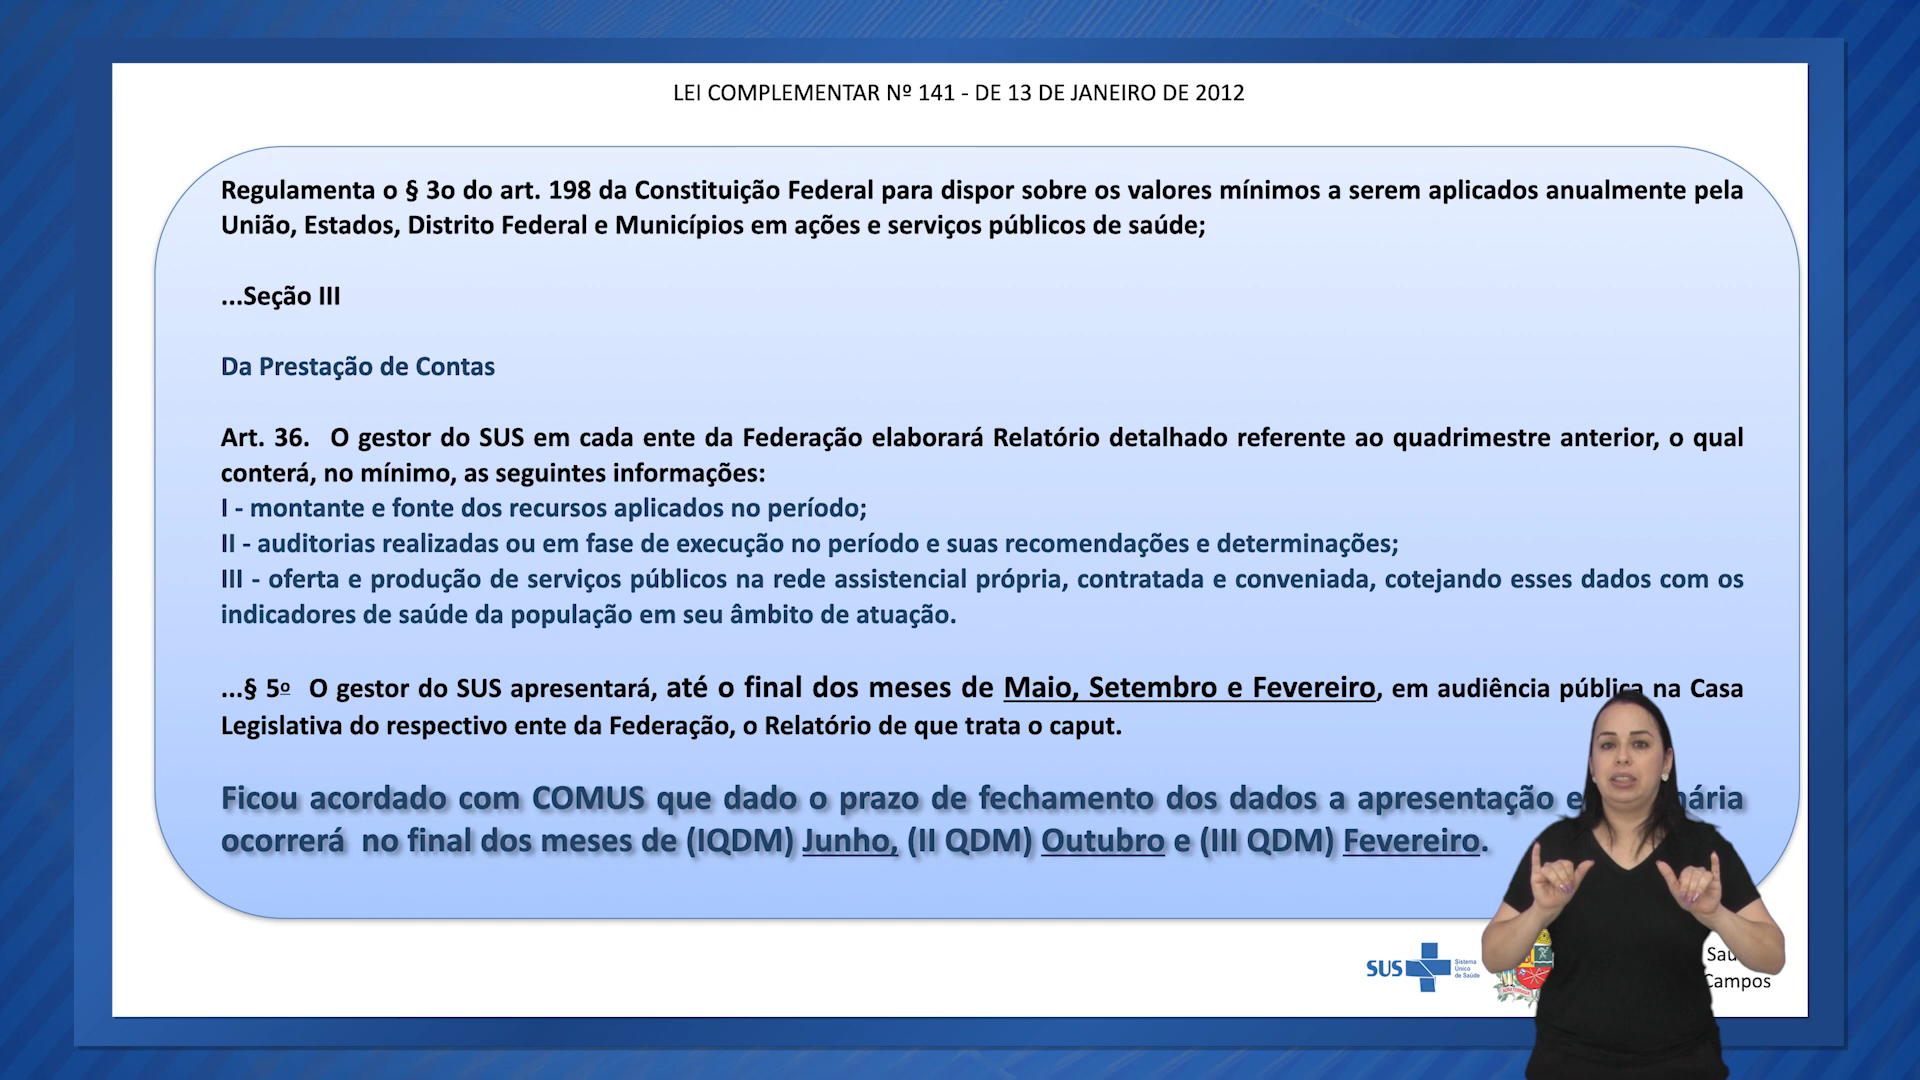 LEI COMPLEMENTAR Nº 141 - DE 13 DE JANEIRO DE 2012
Regulamenta o § 3o do art. 198 da Constituição Federal para dispor sobre os valores mínimos a serem aplicados anualmente pela
União, Estados, Distrito Federal e Municípios em ações e serviços públicos de saúde;
...Seção III
Da Prestação de Contas
Art. 36. O gestor do SUS em cada ente da Federação elaborará Relatório detalhado referente ao quadrimestre anterior, o qual
conterá, no mínimo, as seguintes informações:
I - montante e fonte dos recursos aplicados no período;
II - auditorias realizadas ou em fase de execução no período e suas recomendações e determinações;
III - oferta e produção de serviços públicos na rede assistencial própria, contratada e conveniada, cotejando esses dados com os
indicadores de saúde da população em seu âmbito de atuação.
...§ 5º O gestor do SUS apresentará, até o final dos meses de Maio, Setembro e Fevereiro, em audiência pública na Casa
Legislativa do respectivo ente da Federação, o Relatório de que trata o caput.
Ficou acordado com COMUS que dado o prazo de fechamento dos dados a apresentação
ocorrerá no final dos meses de (IQDM) Junho, (II QDM) Outubro e (III QDM) Fevereiro.
SUS
Sistema
Único
de Saúde
Campos